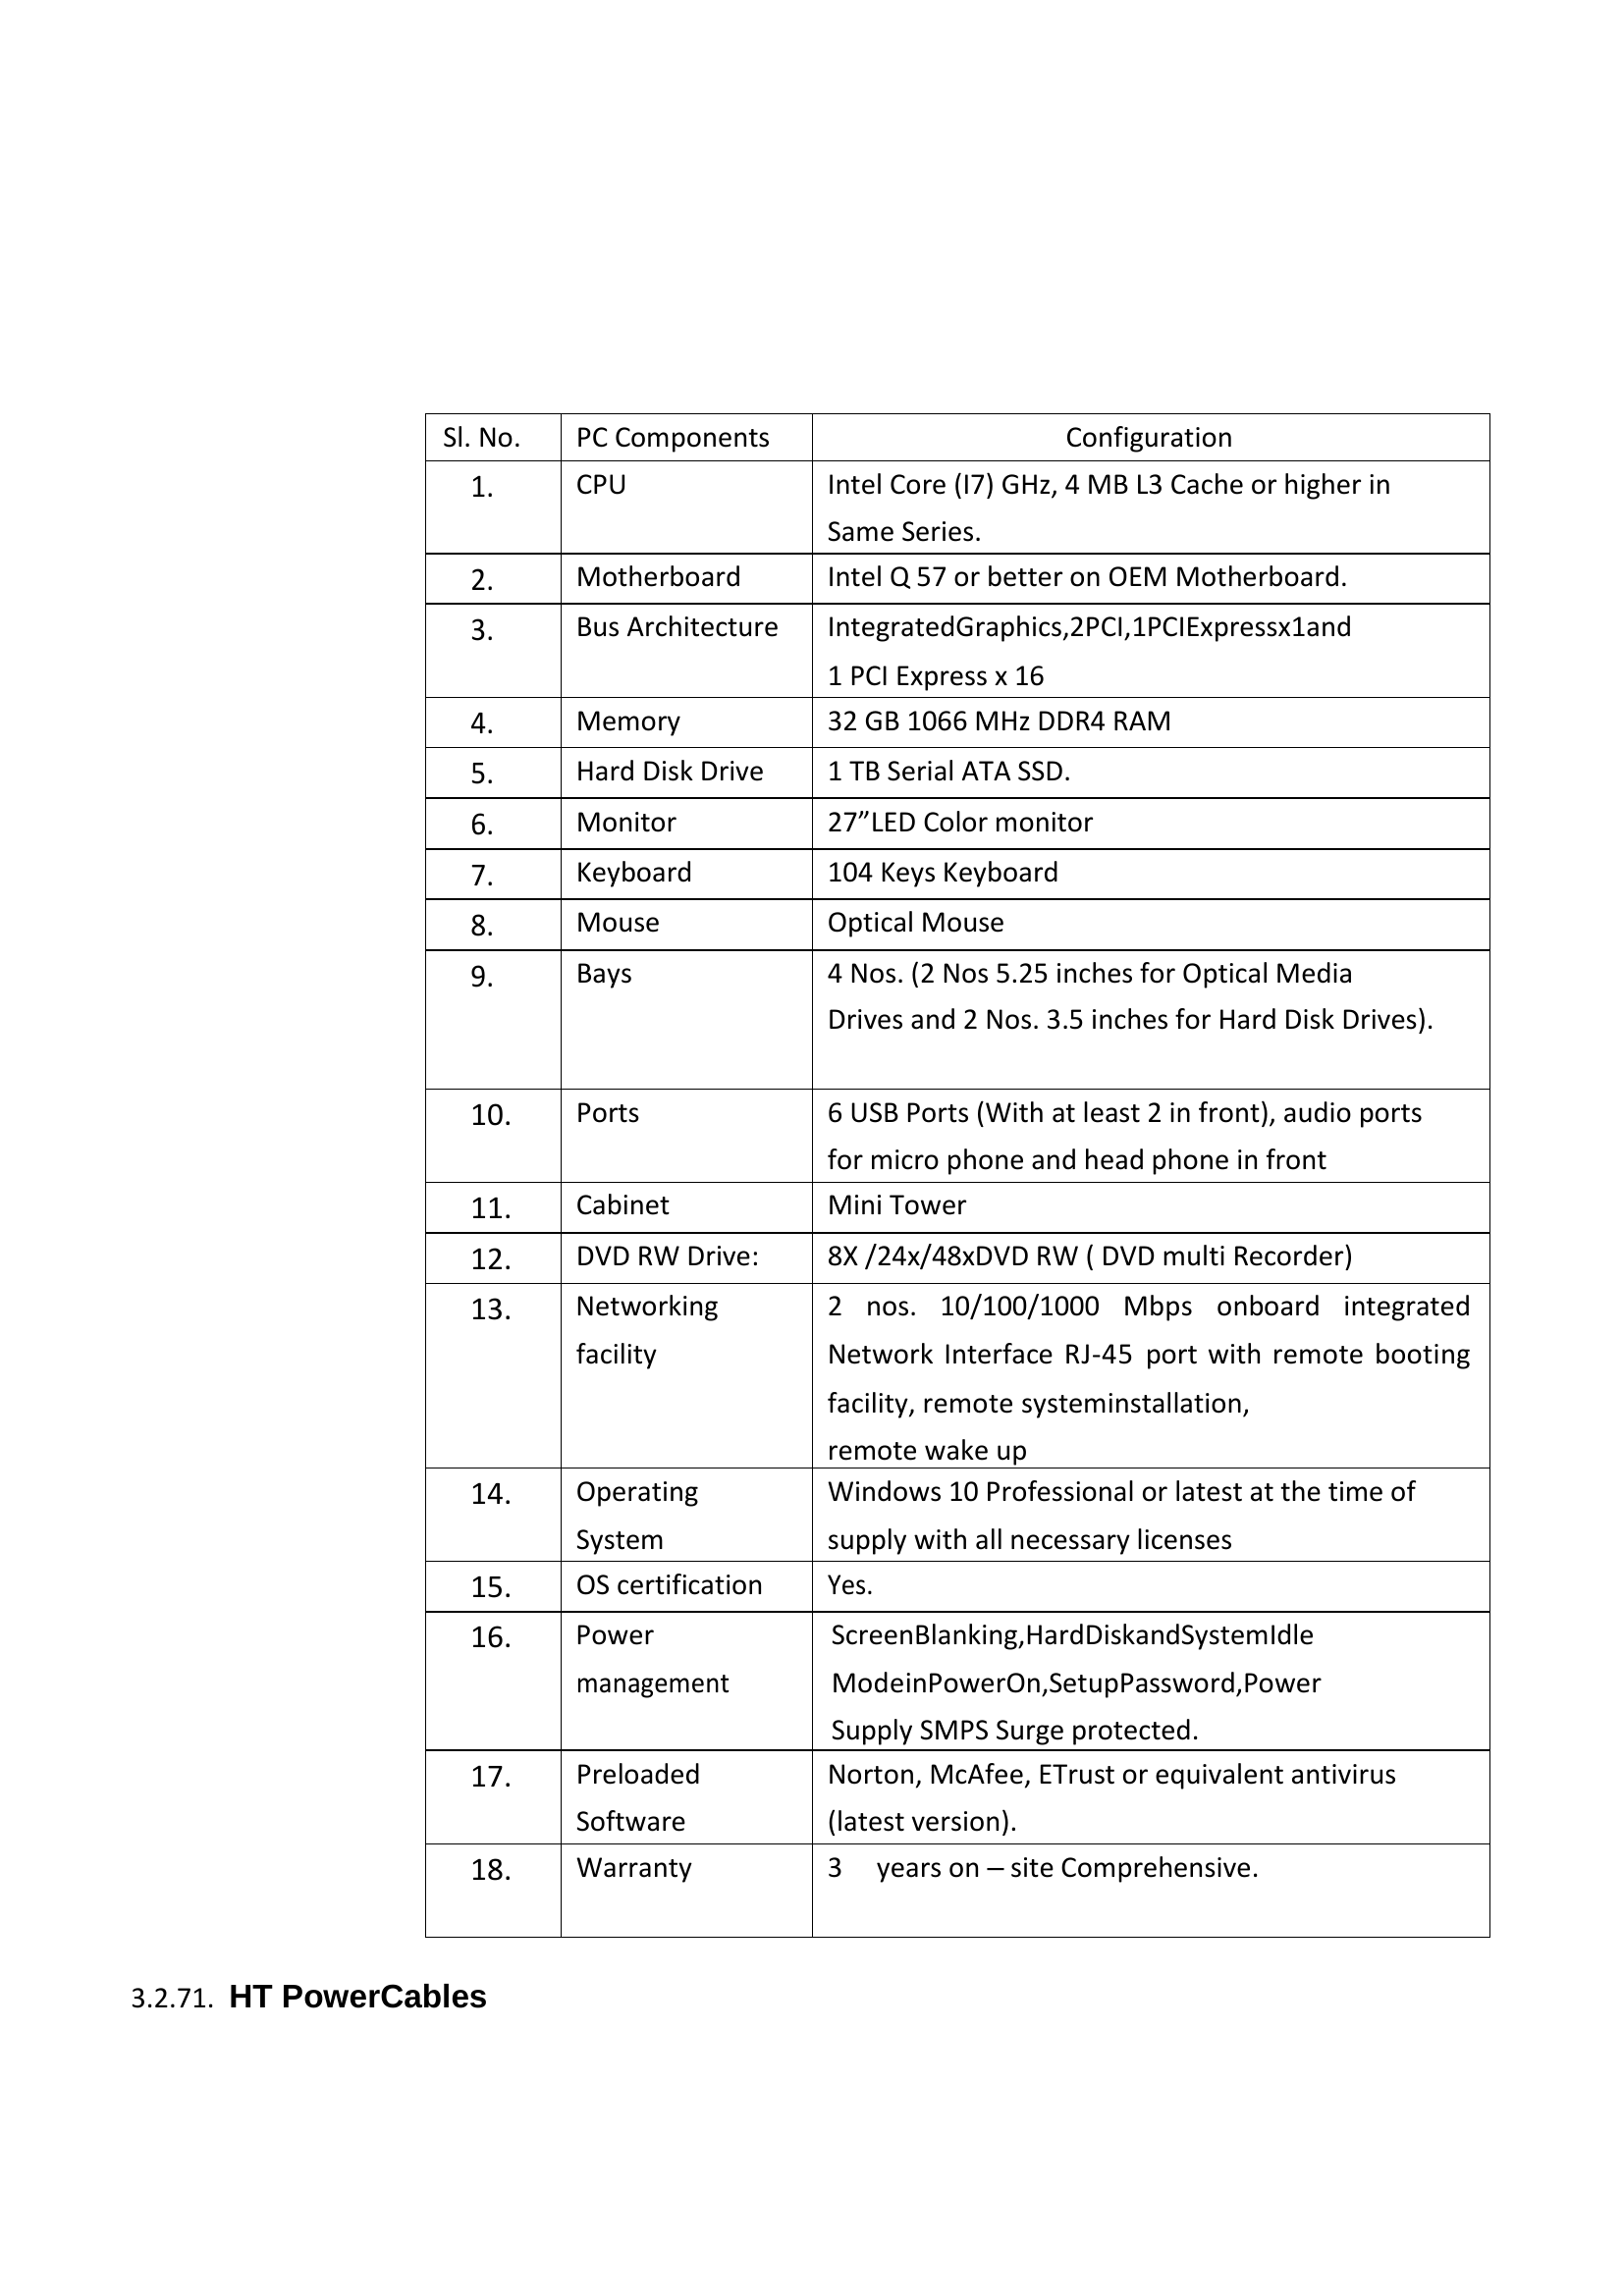 Sl. No. PC Components Configuration
1. CPU Intel Core (I7) GHz, 4 MB L3 Cache or higher in
Same Series.
2. Motherboard Intel Q 57 or better on OEM Motherboard.
3. Bus Architecture IntegratedGraphics,2PCI,1PCIExpressx1and
1 PCI Express x 16
4. Memory 32 GB 1066 MHz DDR4 RAM
5. Hard Disk Drive 1 TB Serial ATA SSD.
6. Monitor 27”LED Color monitor
7. Keyboard 104 Keys Keyboard
8. Mouse Optical Mouse
9. Bays 4 Nos. (2 Nos 5.25 inches for Optical Media
Drives and 2 Nos. 3.5 inches for Hard Disk Drives).
10. Ports 6 USB Ports (With at least 2 in front), audio ports
for micro phone and head phone in front
11. Cabinet Mini Tower
12. DVD RW Drive: 8X /24x/48xDVD RW ( DVD multi Recorder)
13. Networking 2 nos. 10/100/1000 Mbps onboard integrated
facility Network Interface RJ-45 port with remote booting
facility, remote systeminstallation,
remote wake up
14. Operating Windows 10 Professional or latest at the time of
System supply with all necessary licenses
15. OS certification Yes.
16. Power ScreenBlanking,HardDiskandSystemIdle
management ModeinPowerOn,SetupPassword,Power
Supply SMPS Surge protected.
17. Preloaded Norton, McAfee, ETrust or equivalent antivirus
Software (latest version).
18. Warranty 3 years on – site Comprehensive.
3.2.71. HT PowerCables